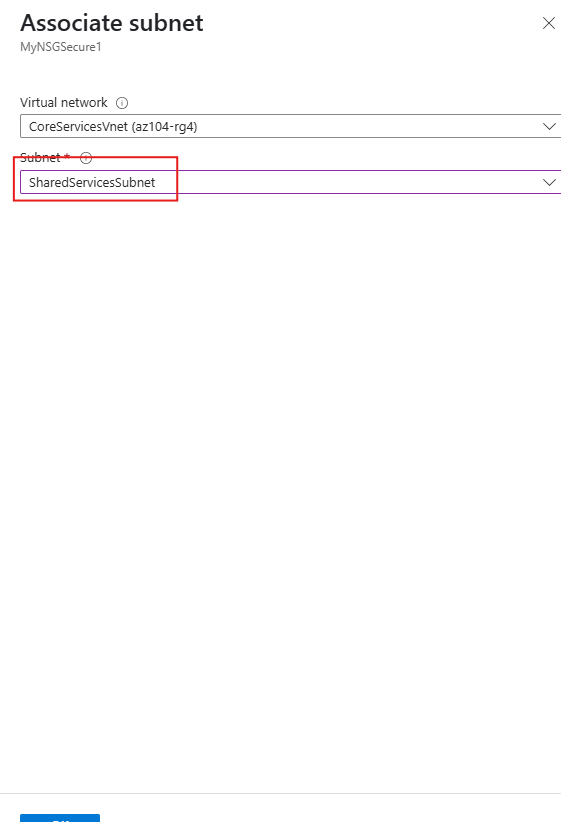 Associate subnet
MyNSGSecure1
Virtual network
CoreServicesVnet (az104-rg4)
Subnet *
SharedServicesSubnet